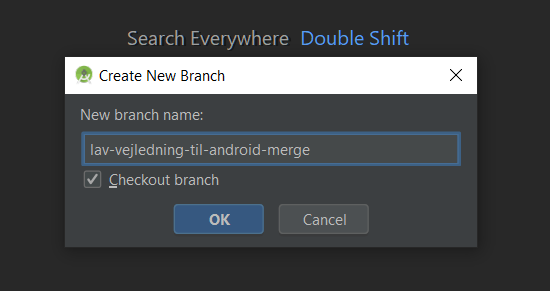 Search Everywhere Double Shift
Create New Branch
New branch name:
lav-vejledning-til-android-merge
Checkout branch
OK Cancel